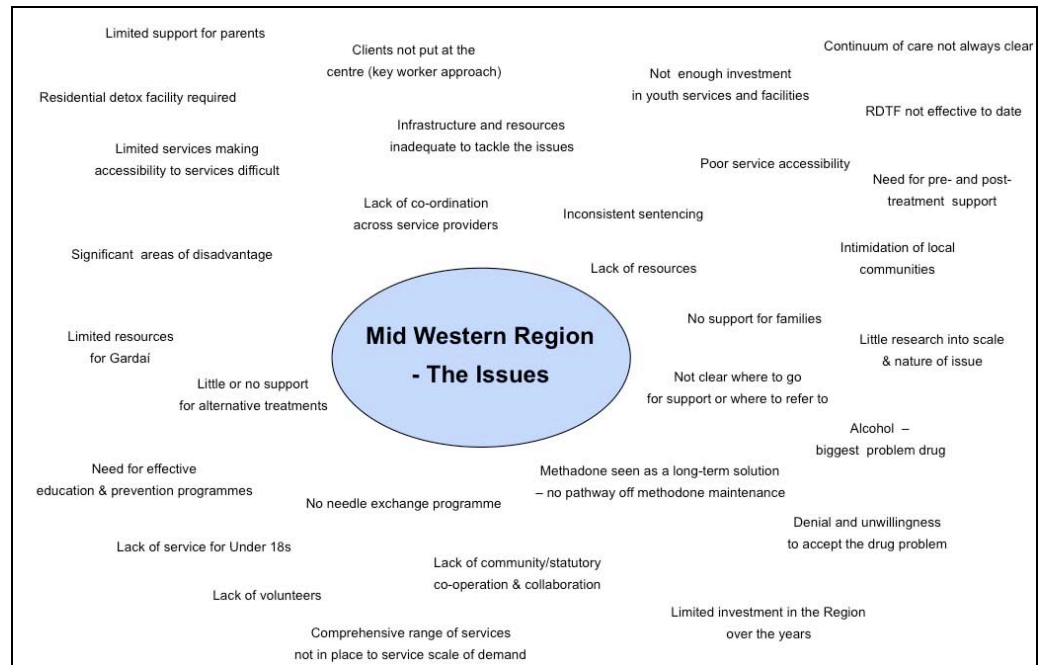 Limited support for parents
Clients not put at the
centre (key worker approach)
Continuum of care not always clear
Not enough investment
in youth services and facilities
Residential detox facility required
RDTF not effective to date
Infrastructure and resources
inadequate to tackle the issues
Limited services making
accessibility to services difficult
Poor service accessibility
Need for pre- and post-
treatment support
Lack of co-ordination
across service providers
Inconsistent sentencing
Significant areas of disadvantage
Intimidation of local
communities
Lack of resources
Mid Western Region
- The Issues
No support for families
Limited resources
for Gardaí
Little research into scale
& nature of issue
Little or no support
for alternative treatments
Not clear where to go
for support or where to refer to
Alcohol –
biggest problem drug
Need for effective
education & prevention programmes
Methadone seen as a long-term solution
– no pathway off methodone maintenance
No needle exchange programme
Denial and unwillingness
to accept the drug problem
Lack of service for Under 18s
Lack of community/statutory
co-operation & collaboration
Lack of volunteers
Limited investment in the Region
over the years
Comprehensive range of services
not in place to service scale of demand